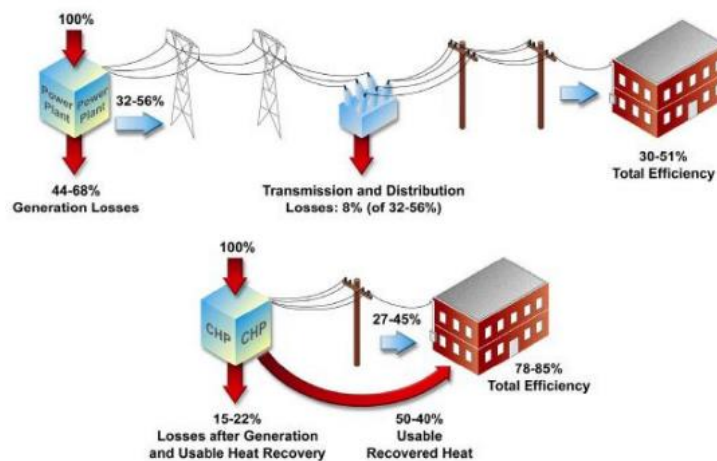 100%
Power Plant
Power Plant
32-56%
44-68%
Generation Losses
Transmission and Distribution
Losses: 8% (of 32-56%)
30-51%
Total Efficiency
100%
CHP
CHP
27-45%
78-85%
Total Efficiency
15-22%
Losses after Generation
and Usable Heat Recovery
50-40%
Usable
Recovered Heat